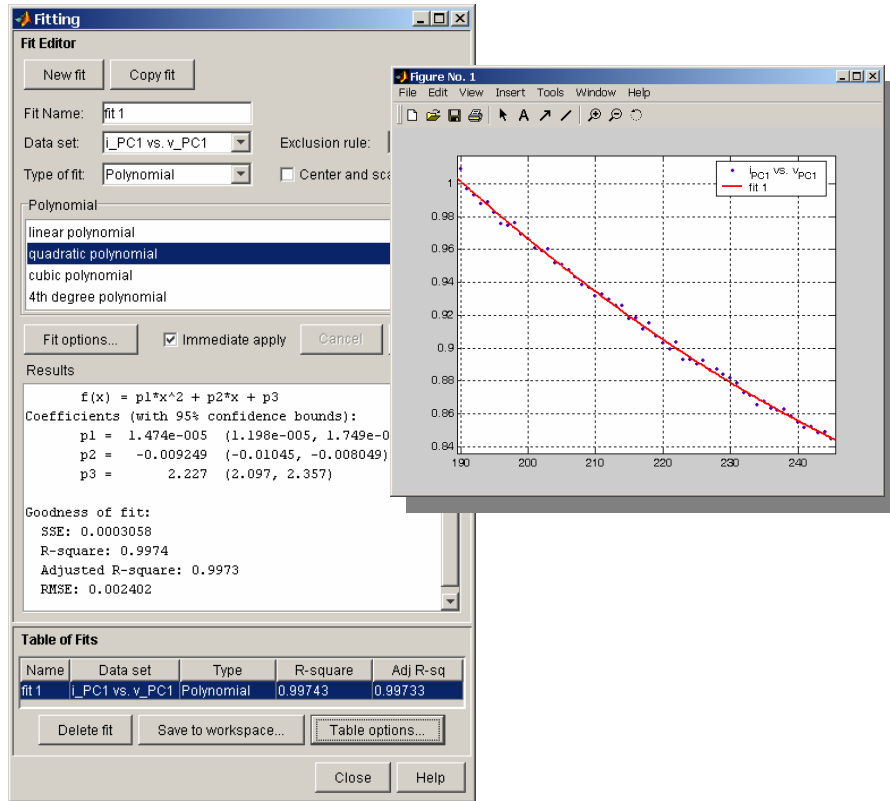 Fitting
Fit Editor
New fit Copy fit
Fit Name: fit 1
Data set: i_PC1 vs. v_PC1 Exclusion rule:
Type of fit: Polynomial Center and sca
Polynomial
linear polynomial
quadratic polynomial
cubic polynomial
4th degree polynomial
Fit options... Immediate apply Cancel
Results
f(x) = p1*x^2 + p2*x + p3
Coefficients (with 95% confidence bounds):
p1 = 1.474e-005 (1.198e-005, 1.749e-0
p2 = -0.009249 (-0.01045, -0.008049)
p3 = 2.227 (2.097, 2.357)
Goodness of fit:
SSE: 0.0003058
R-square: 0.9974
Adjusted R-square: 0.9973
RMSE: 0.002402
Table of Fits
Name Data set Type R-square Adj R-sq
fit 1 i_PC1 vs. v_PC1 Polynomial 0.99743 0.99733
Delete fit Save to workspace... Table options...
Close Help
Figure No. 1
File Edit View Insert Tools Window Help
i_PC1 vs. v_PC1
fit 1
1
0.98
0.96
0.94
0.92
0.9
0.88
0.86
0.84
190 200 210 220 230 240